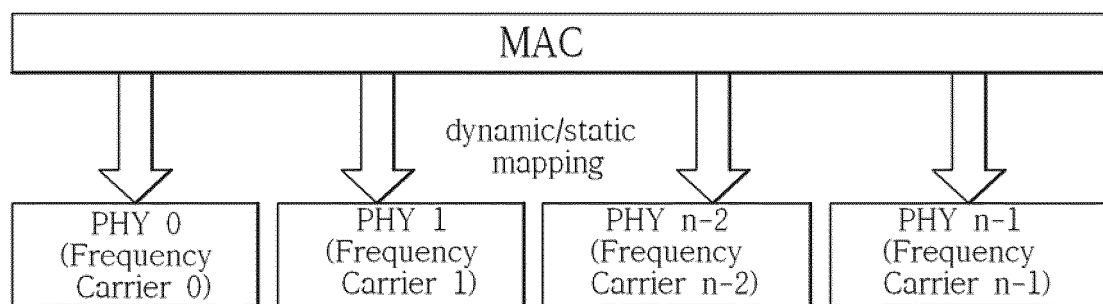 MAC
dynamic/static
mapping
PHY 0
(Frequency
Carrier 0)
PHY 1
(Frequency
Carrier 1)
PHY n-2
(Frequency
Carrier n-2)
PHY n-1
(Frequency
Carrier n-1)